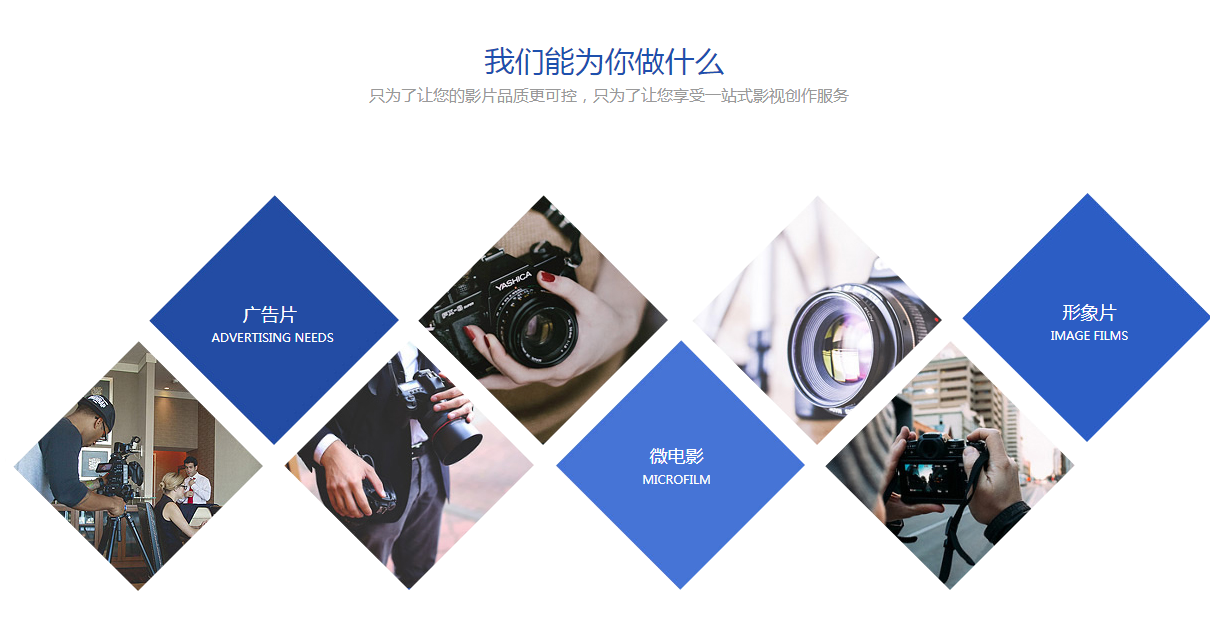 我们能为你做什么
只为了让您的影片品质更可控，只为了让您享受一站式影视创作服务
广告片
ADVERTISING NEEDS
YASHICA
形象片
IMAGE FILMS
微电影
MICROFILM